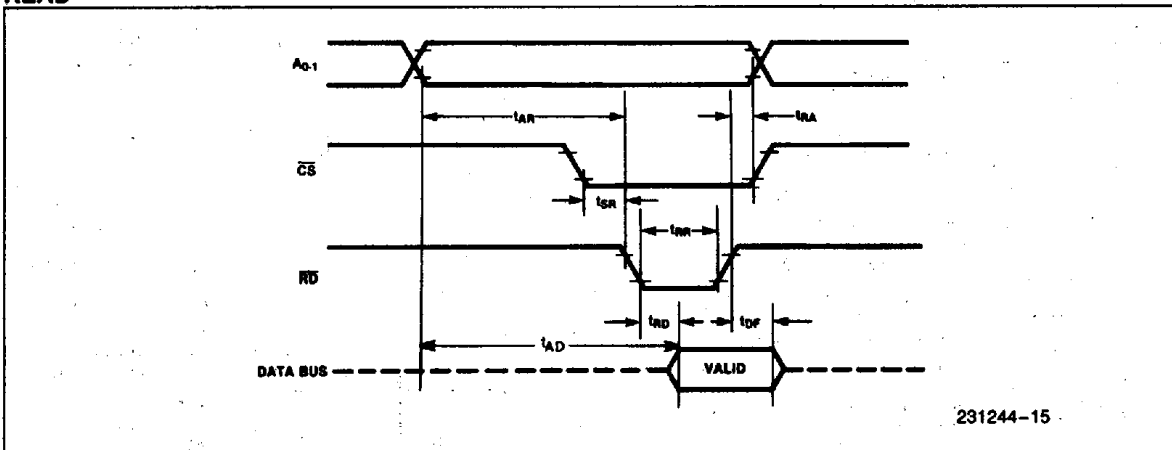 READ
A0-1
tAR
tRA
CS
tSR
tRR
RD
tRD
tDF
tAD
DATA BUS
VALID
231244-15